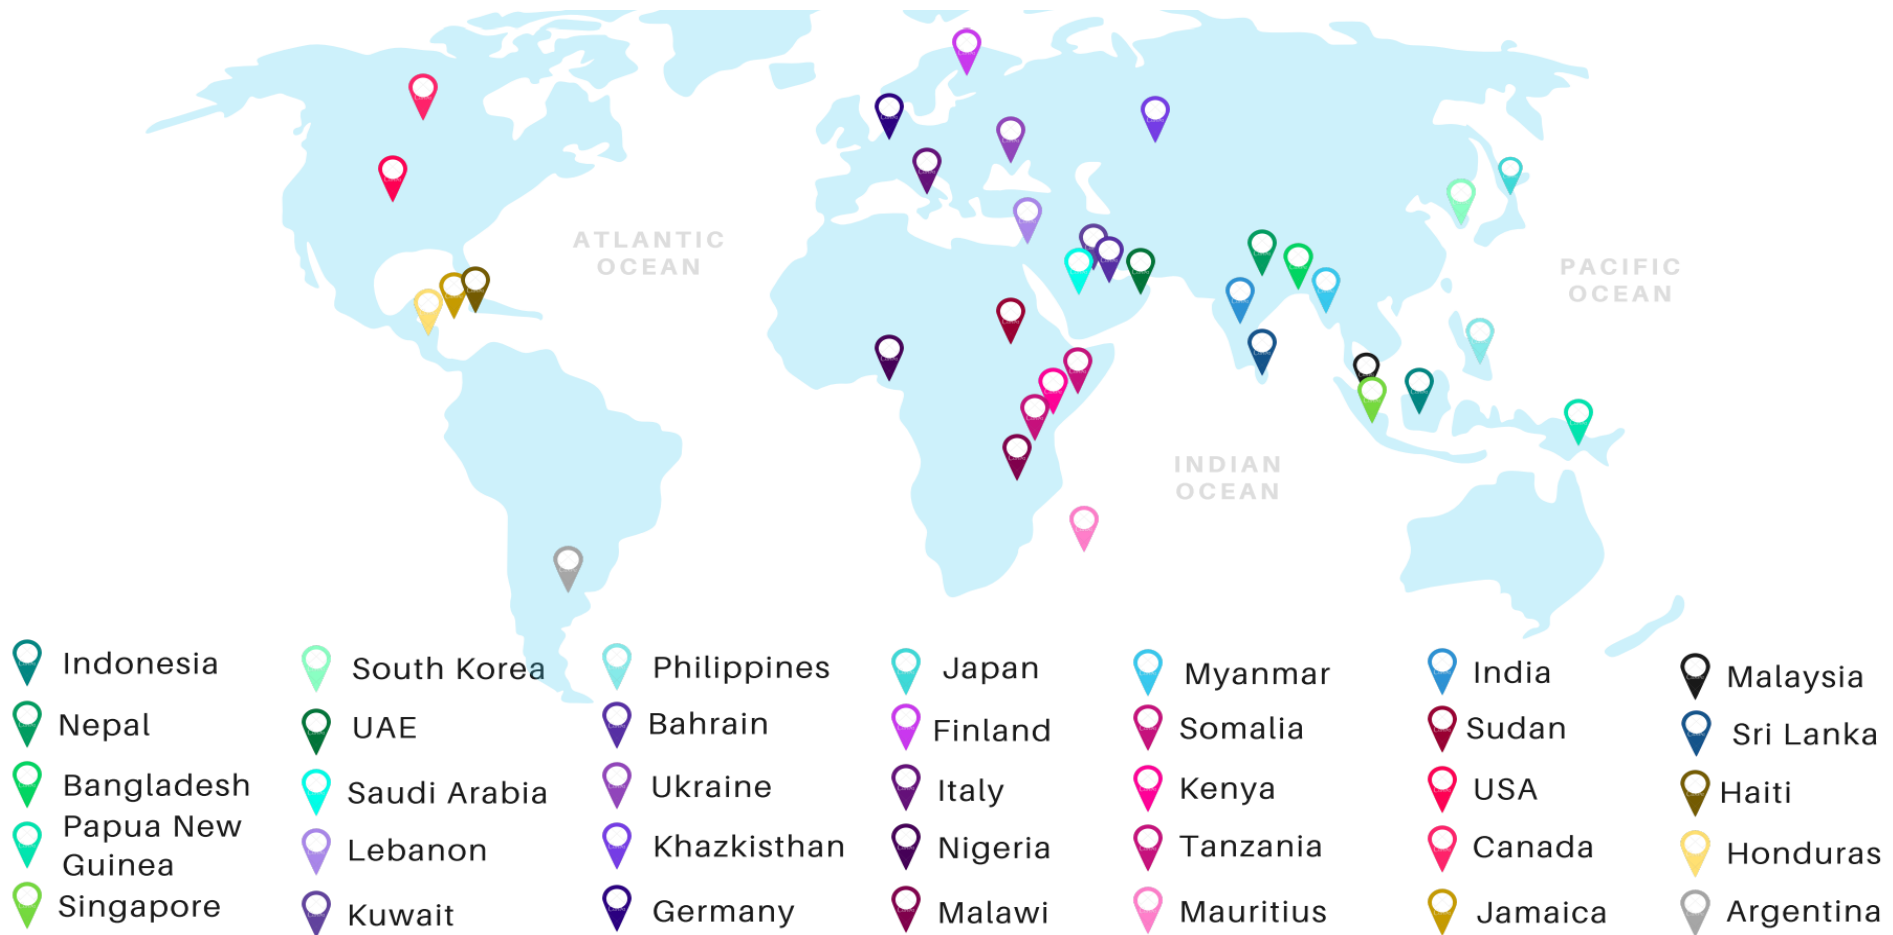 ATLANTIC
OCEAN
PACIFIC
OCEAN
INDIAN
OCEAN
Indonesia
Nepal
Bangladesh
Papua New
Guinea
Singapore
South Korea
UAE
Saudi Arabia
Lebanon
Kuwait
Philippines
Bahrain
Ukraine
Khazkisthan
Germany
Japan
Finland
Italy
Nigeria
Malawi
Myanmar
Somalia
Kenya
Tanzania
Mauritius
India
Sudan
USA
Canada
Jamaica
Malaysia
Sri Lanka
Haiti
Honduras
Argentina